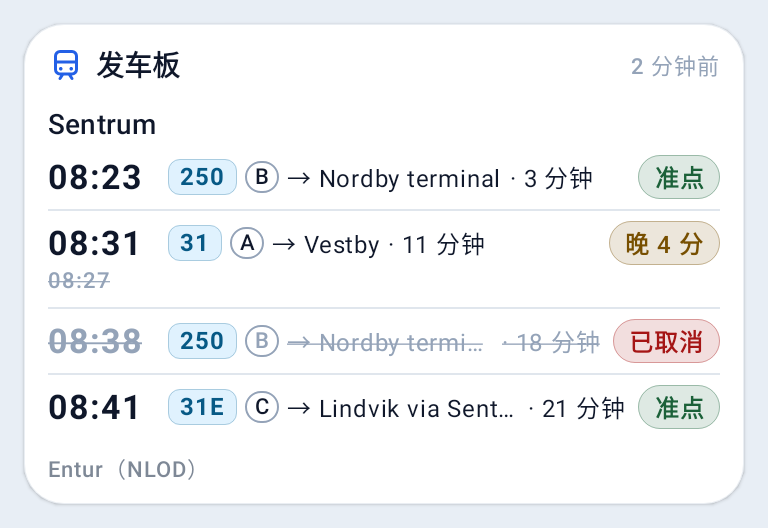 发车板
2 分钟前
Sentrum
08:23 250 B → Nordby terminal · 3 分钟 准点
08:31 31 A → Vestby · 11 分钟 晚 4 分
08:27
08:38 250 B → Nordby termi… · 18 分钟 已取消
08:41 31E C → Lindvik via Sent… · 21 分钟 准点
Entur（NLOD）